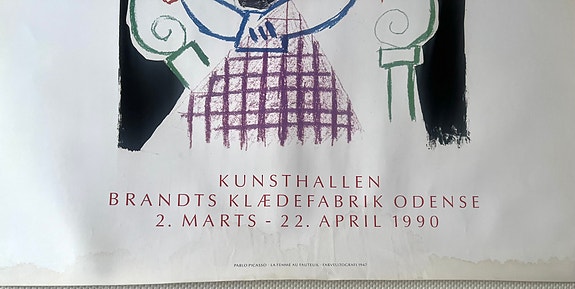 KUNSTHALLEN
BRANDTS KLÆDEFABRIK ODENSE
2. MARTS - 22. APRIL 1990
PABLO PICASSO · LA FEMME AU FAUTEUIL · FARVELITOGRAFI 1947